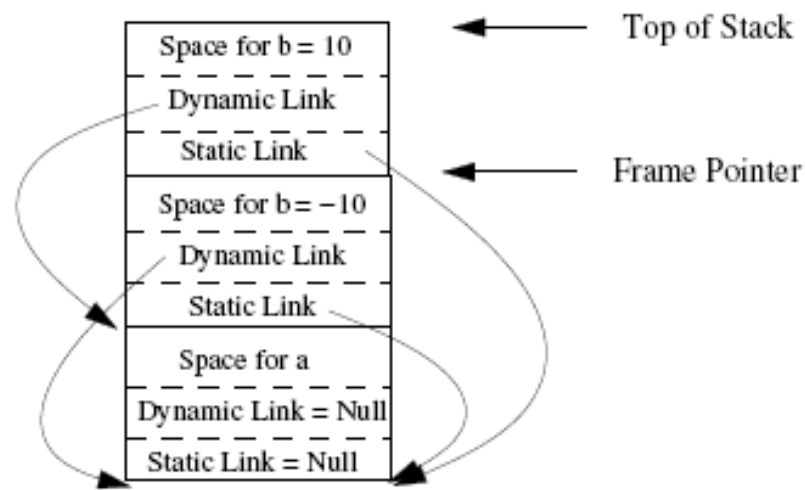 Space for b = 10
Top of Stack
Dynamic Link
Static Link
Frame Pointer
Space for b = −10
Dynamic Link
Static Link
Space for a
Dynamic Link = Null
Static Link = Null